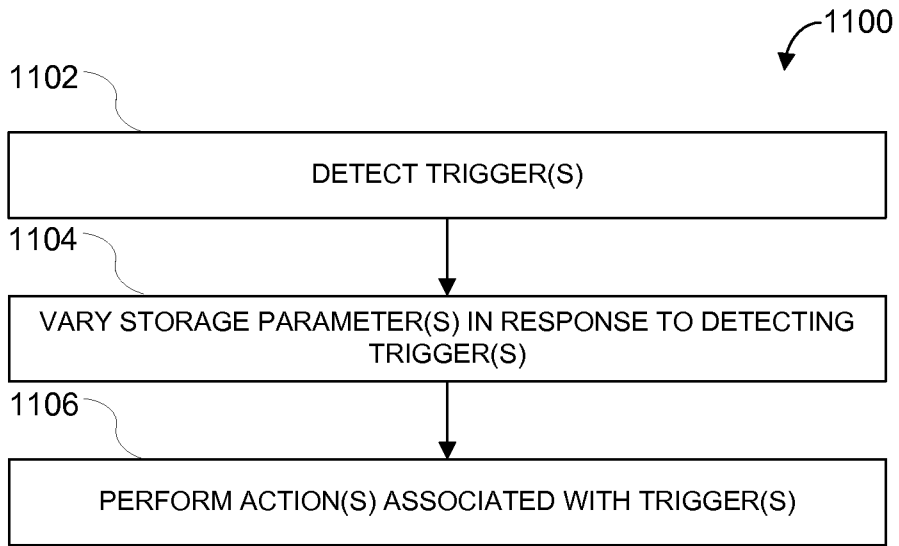 1100
1102
DETECT TRIGGER(S)
1104
VARY STORAGE PARAMETER(S) IN RESPONSE TO DETECTING
TRIGGER(S)
1106
PERFORM ACTION(S) ASSOCIATED WITH TRIGGER(S)